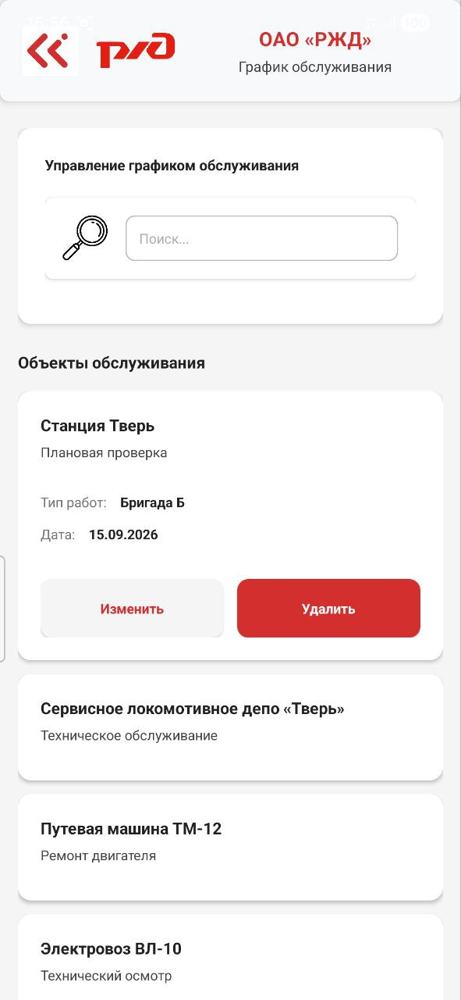 16:56
100
ОАО «РЖД»
График обслуживания
Управление графиком обслуживания
Поиск...
Объекты обслуживания
Станция Тверь
Плановая проверка
Тип работ: Бригада Б
Дата: 15.09.2026
Изменить
Удалить
Сервисное локомотивное депо «Тверь»
Техническое обслуживание
Путевая машина ТМ-12
Ремонт двигателя
Электровоз ВЛ-10
Технический осмотр